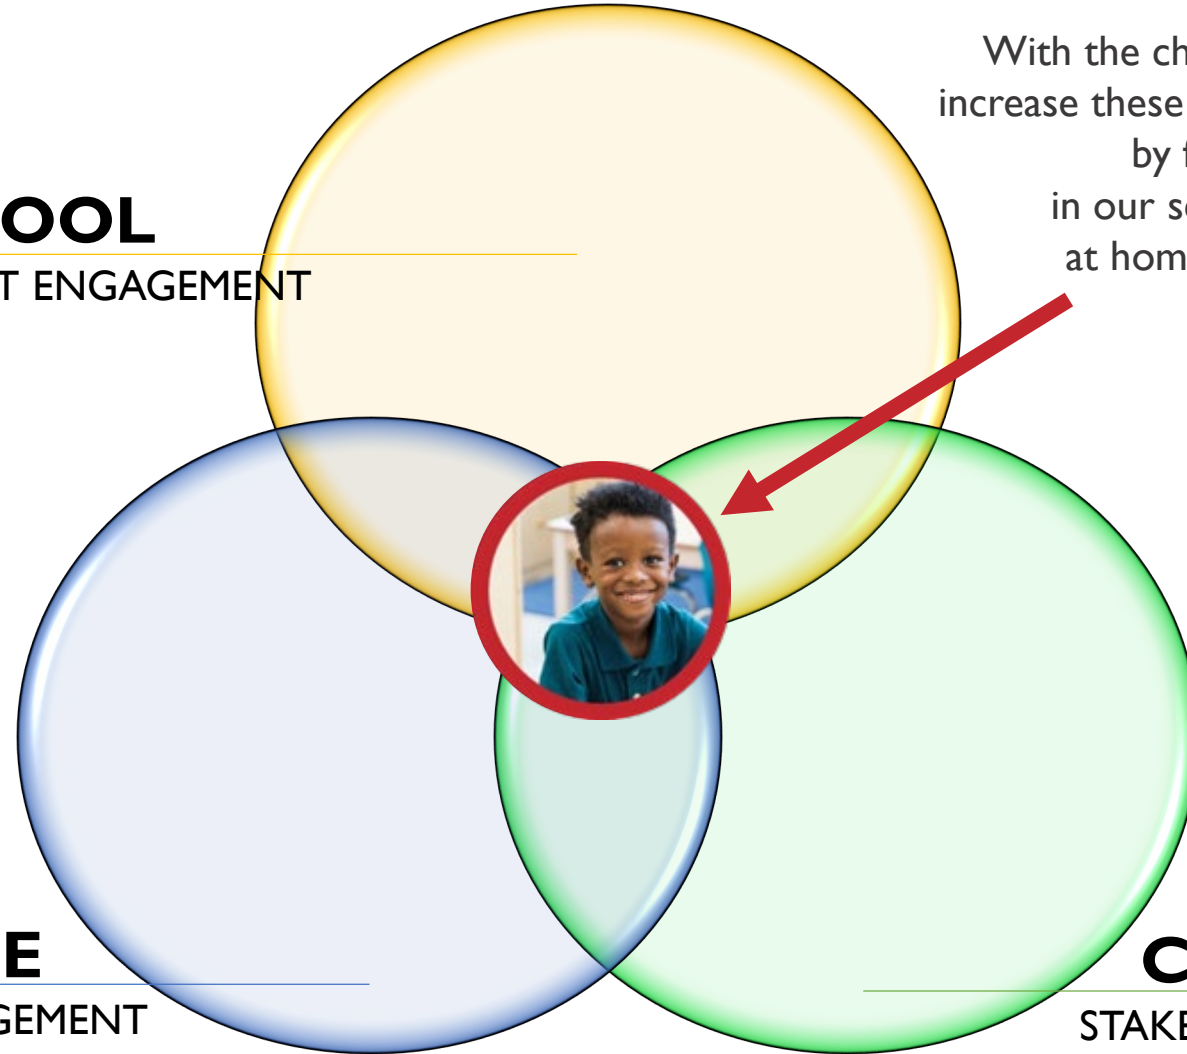 With the ch
increase these
by f
in our s
at hom
OOL
T ENGAGEMENT
E
GEMENT
C
STAKE